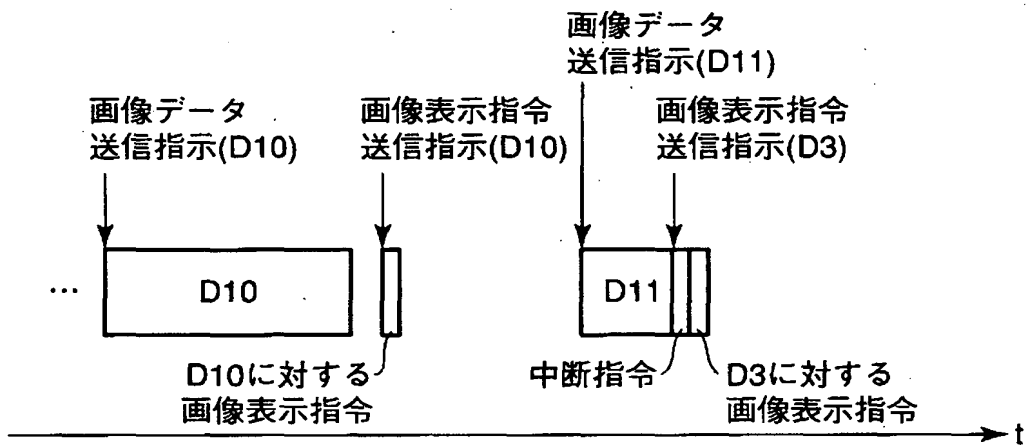 画像データ
送信指示(D11)
画像データ
送信指示(D10)
画像表示指令
送信指示(D10)
画像表示指令
送信指示(D3)
…
D10
D11
D10に対する
画像表示指令
中断指令
D3に対する
画像表示指令
t